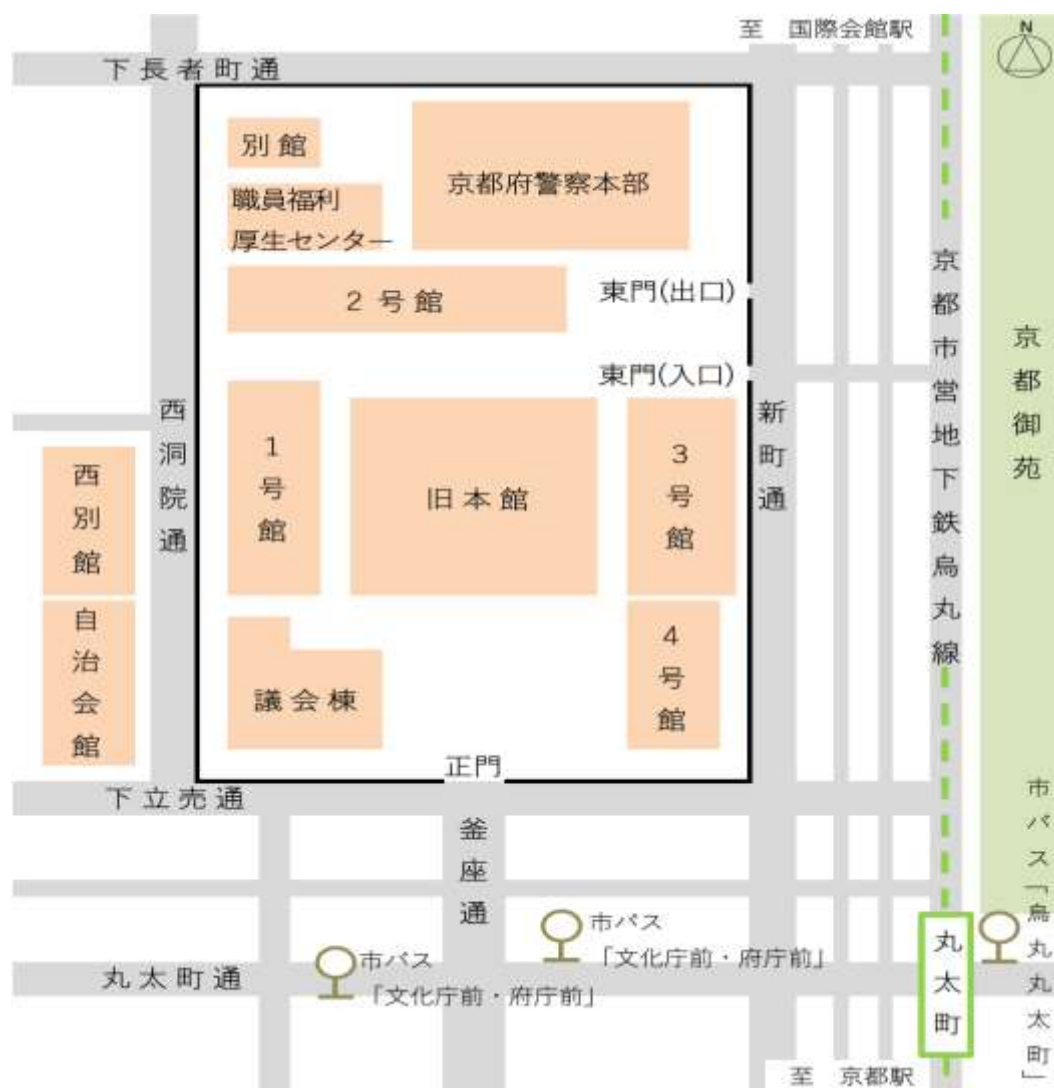 至 国際会館駅
N
下長者町通
別館
京都府警察本部
職員福利
厚生センター
2号館
東門(出口)
東門(入口)
京都市営地下鉄烏丸線
京都御苑
西洞院通
新町通
西別館
1号館
旧本館
3号館
自治会館
4号館
議会棟
正門
下立売通
釜座通
市バス
「文化庁前・府庁前」
市バス
「文化庁前・府庁前」
丸太町通
丸太町
市バス「烏丸丸太町」
至 京都駅